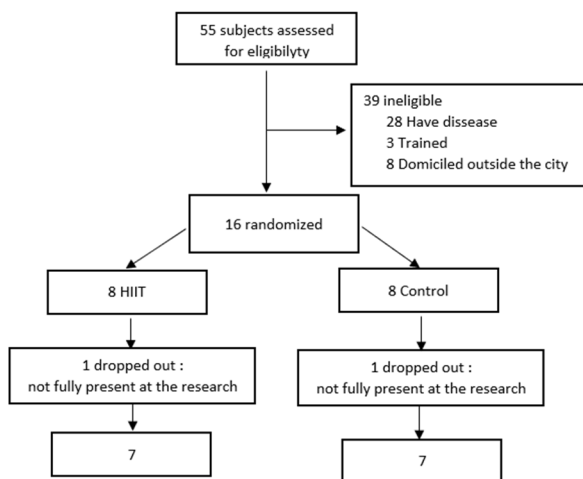 55 subjects assessed
for eligibilyty
39 ineligible
28 Have dissease
3 Trained
8 Domiciled outside the city
16 randomized
8 HIIT
8 Control
1 dropped out :
not fully present at the research
1 dropped out :
not fully present at the research
7
7